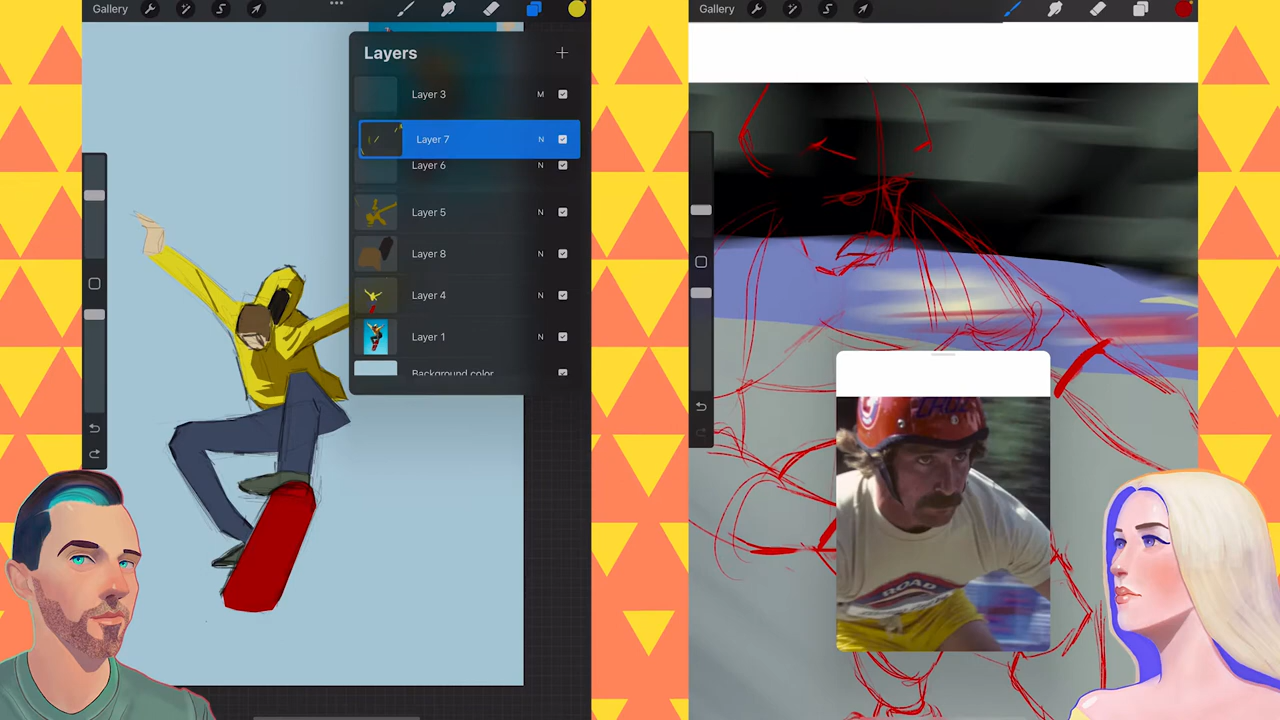 Gallery
Layers
Layer 3 M
Layer 7 N
Layer 6 N
Layer 5 N
Layer 8 N
Layer 4 N
Layer 1 N
Background color
Gallery
ROAD